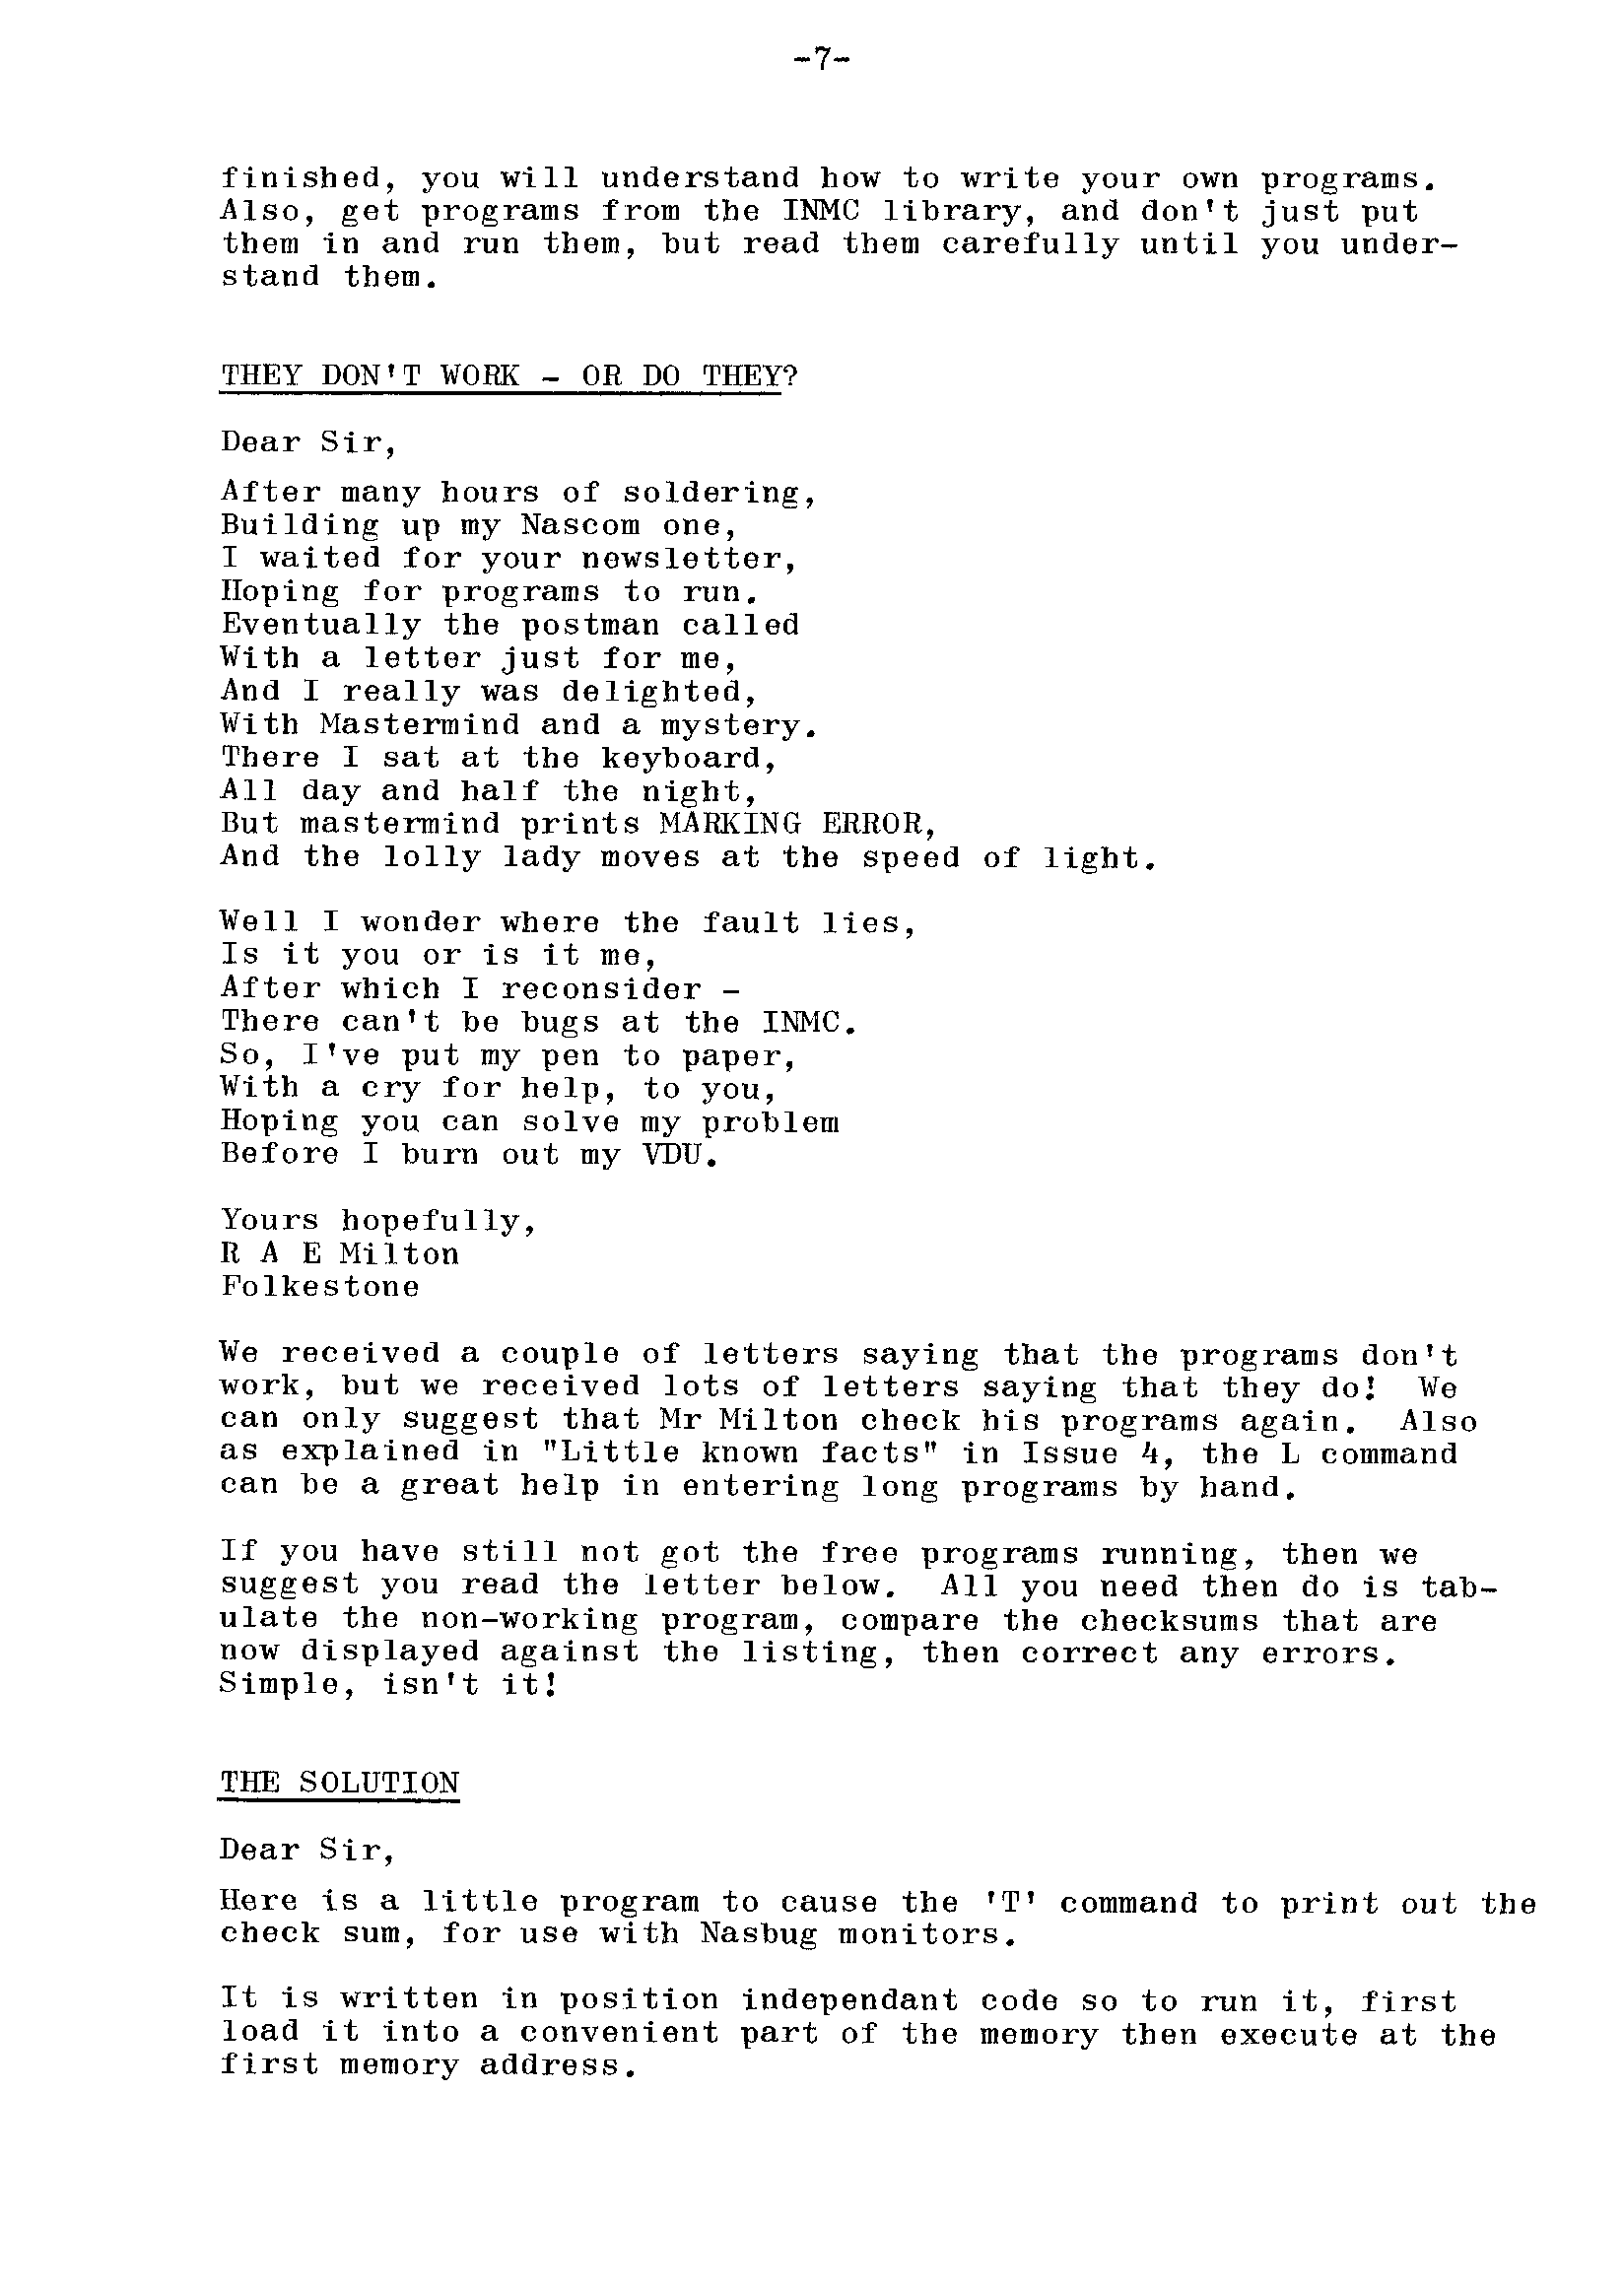 -7-
finished, you will understand how to write your own programs.
Also, get programs from the INMC library, and don't just put
them in and run them, but read them carefully until you under-
stand them.
THEY DON'T WORK - OR DO THEY?
Dear Sir,
After many hours of soldering,
Building up my Nascom one,
I waited for your newsletter,
Hoping for programs to run.
Eventually the postman called
With a letter just for me,
And I really was delighted,
With Mastermind and a mystery.
There I sat at the keyboard,
All day and half the night,
But mastermind prints MARKING ERROR,
And the lolly lady moves at the speed of light.
Well I wonder where the fault lies,
Is it you or is it me,
After which I reconsider -
There can't be bugs at the INMC.
So, I've put my pen to paper,
With a cry for help, to you,
Hoping you can solve my problem
Before I burn out my VDU.
Yours hopefully,
R A E Milton
Folkestone
We received a couple of letters saying that the programs don't
work, but we received lots of letters saying that they do!  We
can only suggest that Mr Milton check his programs again.  Also
as explained in "Little known facts" in Issue 4, the L command
can be a great help in entering long programs by hand.
If you have still not got the free programs running, then we
suggest you read the letter below.  All you need then do is tab-
ulate the non-working program, compare the checksums that are
now displayed against the listing, then correct any errors.
Simple, isn't it!
THE SOLUTION
Dear Sir,
Here is a little program to cause the 'T' command to print out the
check sum, for use with Nasbug monitors.
It is written in position independant code so to run it, first
load it into a convenient part of the memory then execute at the
first memory address.